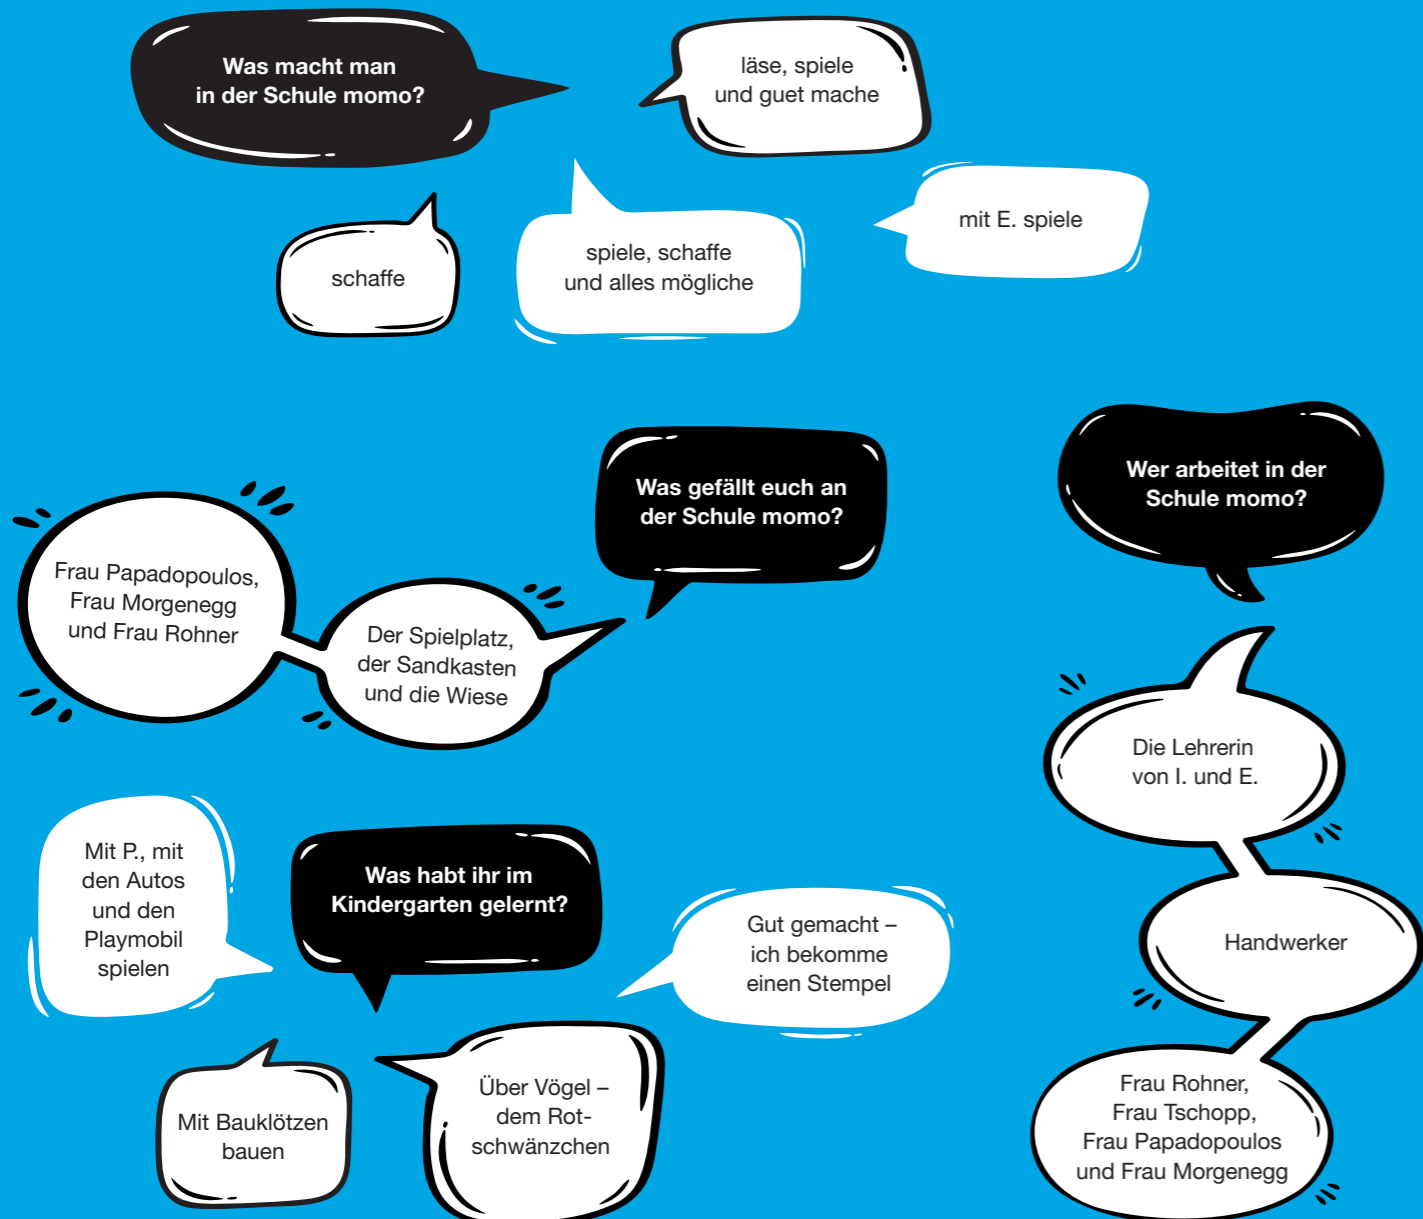 Was macht man
in der Schule momo?
läse, spiele
und guet mache
mit E. spiele
spiele, schaffe
und alles mögliche
schaffe
Was gefällt euch an
der Schule momo?
Frau Papadopoulos,
Frau Morgenegg
und Frau Rohner
Der Spielplatz,
der Sandkasten
und die Wiese
Wer arbeitet in der
Schule momo?
Die Lehrerin
von I. und E.
Handwerker
Frau Rohner,
Frau Tschopp,
Frau Papadopoulos
und Frau Morgenegg
Was habt ihr im
Kindergarten gelernt?
Mit P., mit
den Autos
und den
Playmobil
spielen
Gut gemacht –
ich bekomme
einen Stempel
Mit Bauklötzen
bauen
Über Vögel –
dem Rot-
schwänzchen